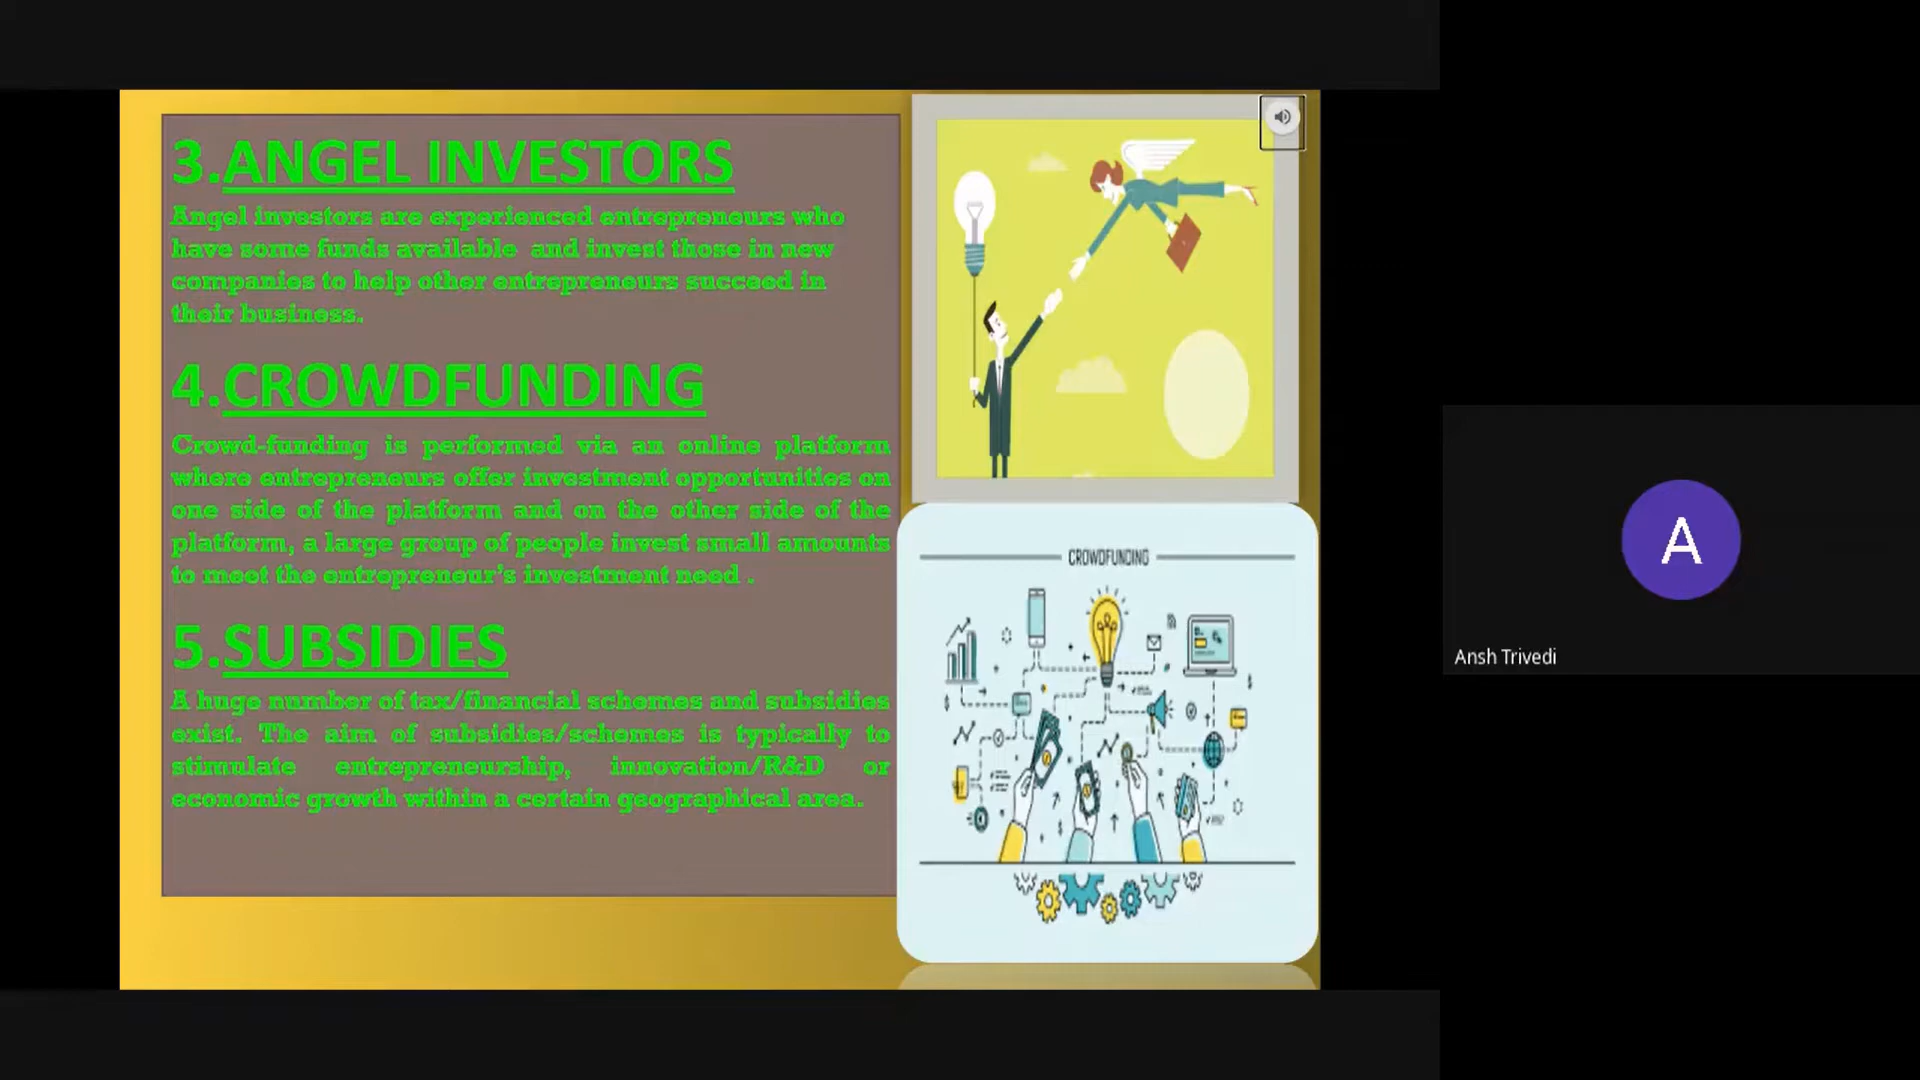 3.ANGEL INVESTORS
Angel investors are experienced entrepreneurs who
have some funds available and invest those in new
companies to help other entrepreneurs succeed in
their business.
4.CROWDFUNDING
Crowd-funding is performed via an online platform
where entrepreneurs offer investment opportunities on
one side of the platform and on the other side of the
platform, a large group of people invest small amounts
to meet the entrepreneur's investment need .
5.SUBSIDIES
A huge number of tax/financial schemes and subsidies
exist. The aim of subsidies/schemes is typically to
stimulate entrepreneurship, innovation/R&D or
economic growth within a certain geographical area.
CROWDFUNDING
A
Ansh Trivedi